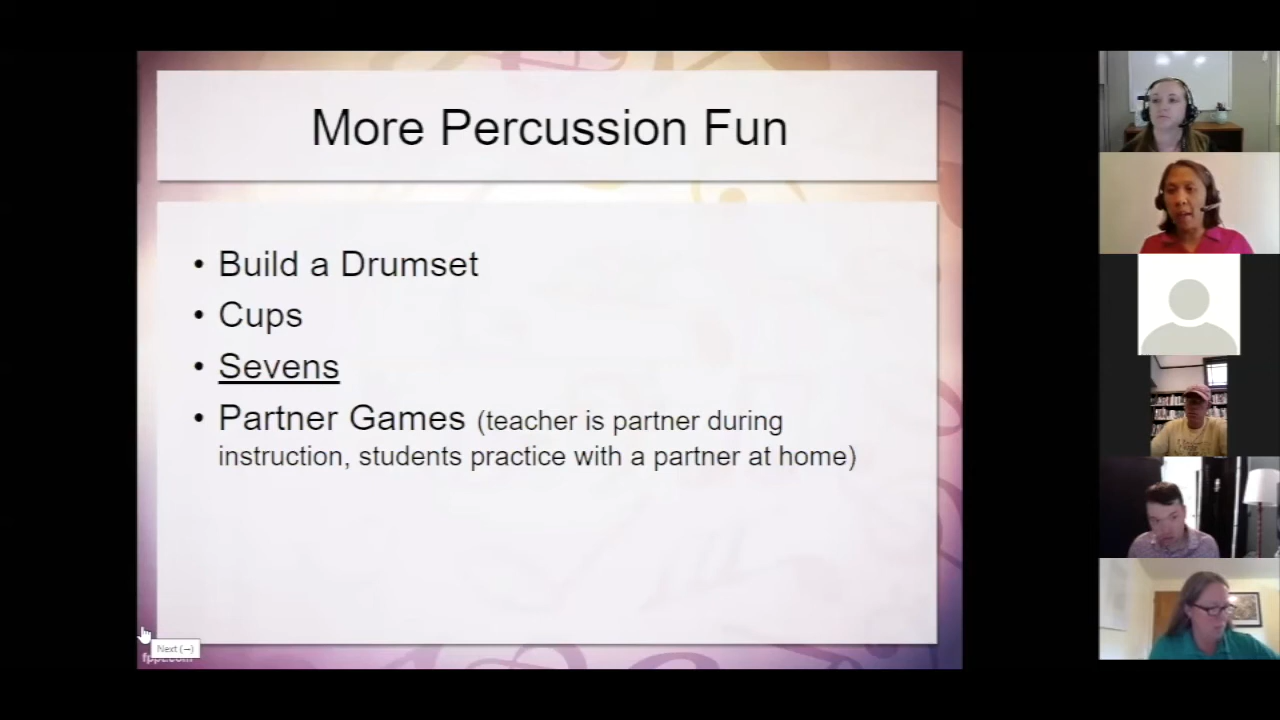 More Percussion Fun
• Build a Drumset
• Cups
• Sevens
• Partner Games (teacher is partner during
instruction, students practice with a partner at home)
Next (→)